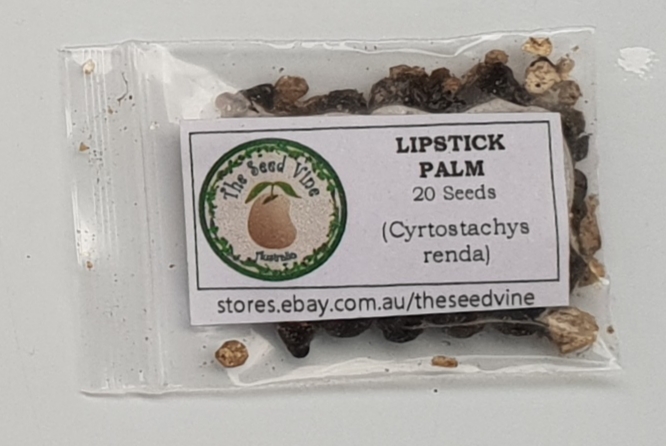 The Seed Vine
Australia
LIPSTICK
PALM
20 Seeds
(Cyrtostachys
renda)
stores.ebay.com.au/theseedvine